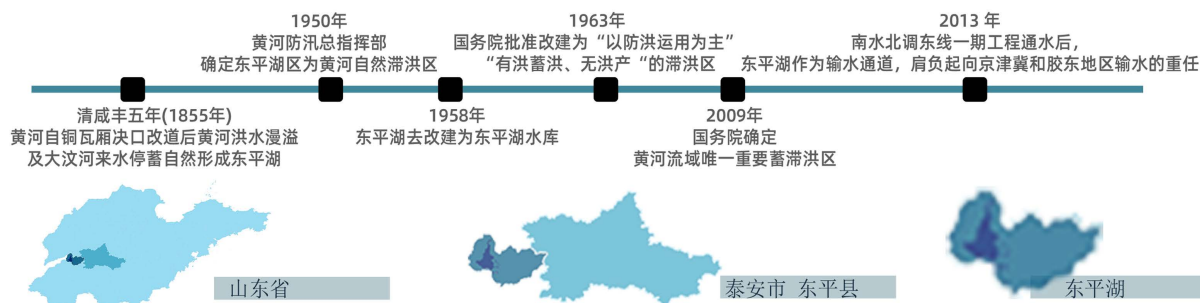 1950年
黄河防汛总指挥部
确定东平湖区为黄河自然滞洪区
1963年
国务院批准改建为“以防洪运用为主”
“有洪蓄洪、无洪产“的滞洪区
2013 年
南水北调东线一期工程通水后，
东平湖作为输水通道，肩负起向京津冀和胶东地区输水的重任
清咸丰五年(1855年)
黄河自铜瓦厢决口改道后黄河洪水漫溢
及大汶河来水停蓄自然形成东平湖
1958年
东平湖去改建为东平湖水库
2009年
国务院确定
黄河流域唯一重要蓄滞洪区
山东省
泰安市 东平县
东平湖